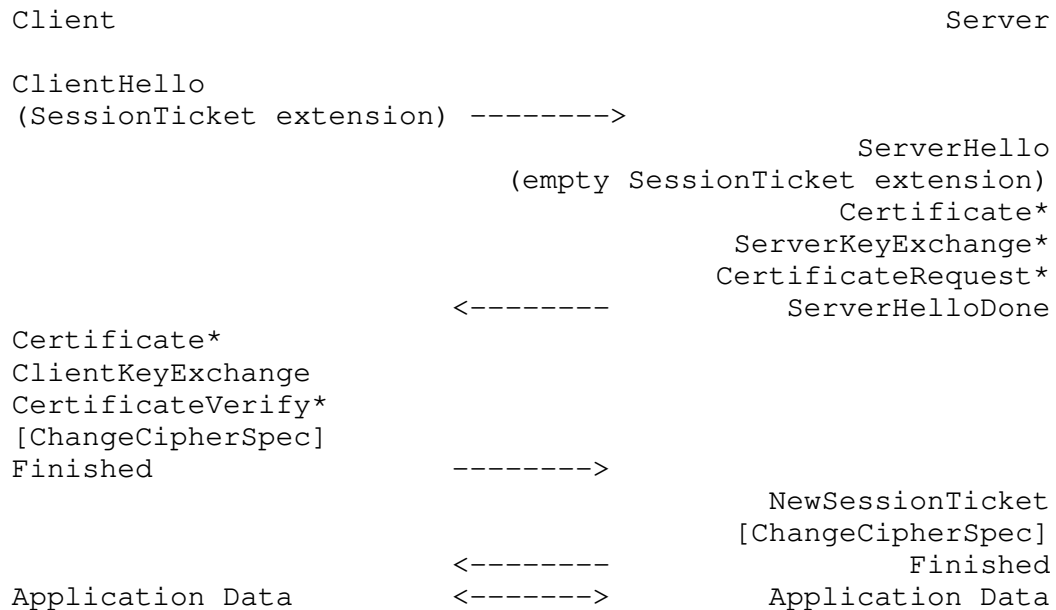 Client Server
ClientHello
(SessionTicket extension) -------->
ServerHello
(empty SessionTicket extension)
Certificate*
ServerKeyExchange*
CertificateRequest*
<-------- ServerHelloDone
Certificate*
ClientKeyExchange
CertificateVerify*
[ChangeCipherSpec]
Finished -------->
NewSessionTicket
[ChangeCipherSpec]
<-------- Finished
Application Data <-------> Application Data